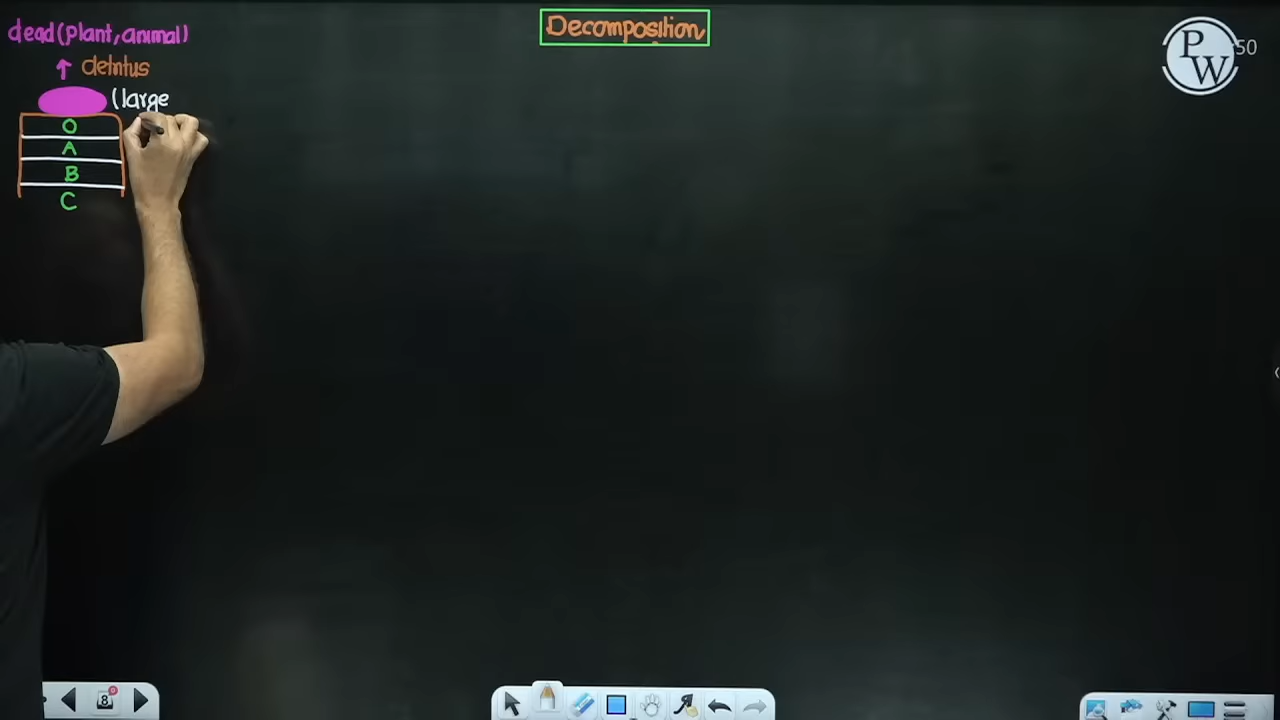 Decomposition
dead(plant,animal)
↑ detritus
(large
O
A
B
C
PW
50
8